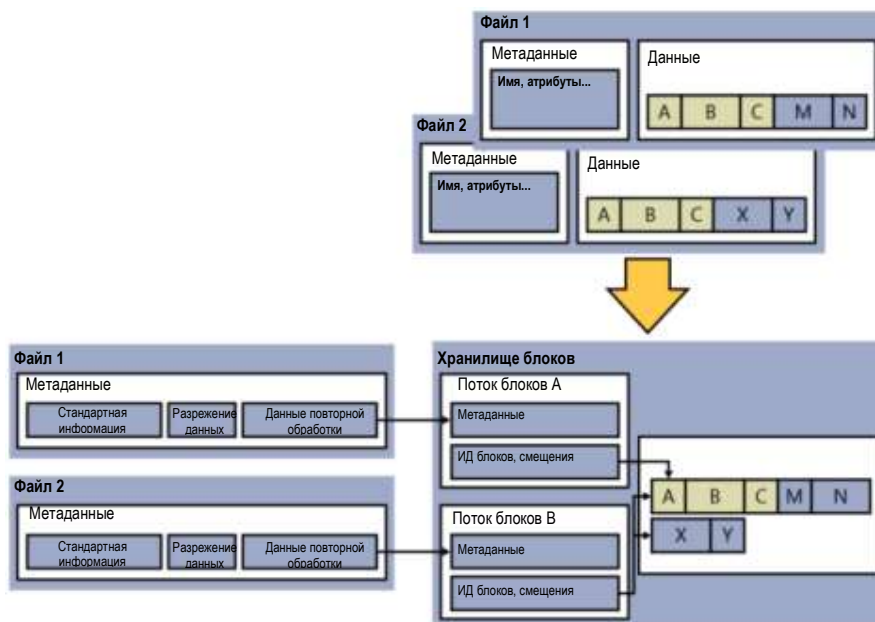 Файл 1
Метаданные
Данные
Имя, атрибуты...
A B C M N
Файл 2
Метаданные
Данные
Имя, атрибуты...
A B C X Y
Файл 1
Метаданные
Стандартная информация
Разрежение данных
Данные повторной обработки
Файл 2
Метаданные
Стандартная информация
Разрежение данных
Данные повторной обработки
Хранилище блоков
Поток блоков A
Метаданные
ИД блоков, смещения
Поток блоков B
Метаданные
ИД блоков, смещения
A B C M N
X Y